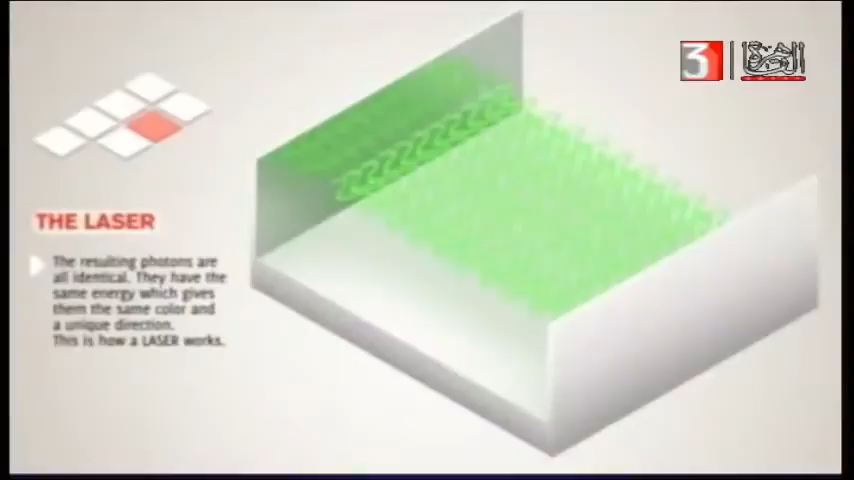 3
THE LASER
The resulting photons are
all identical. They have the
same energy which gives
them the same color and
a unique direction.
This is how a LASER works.